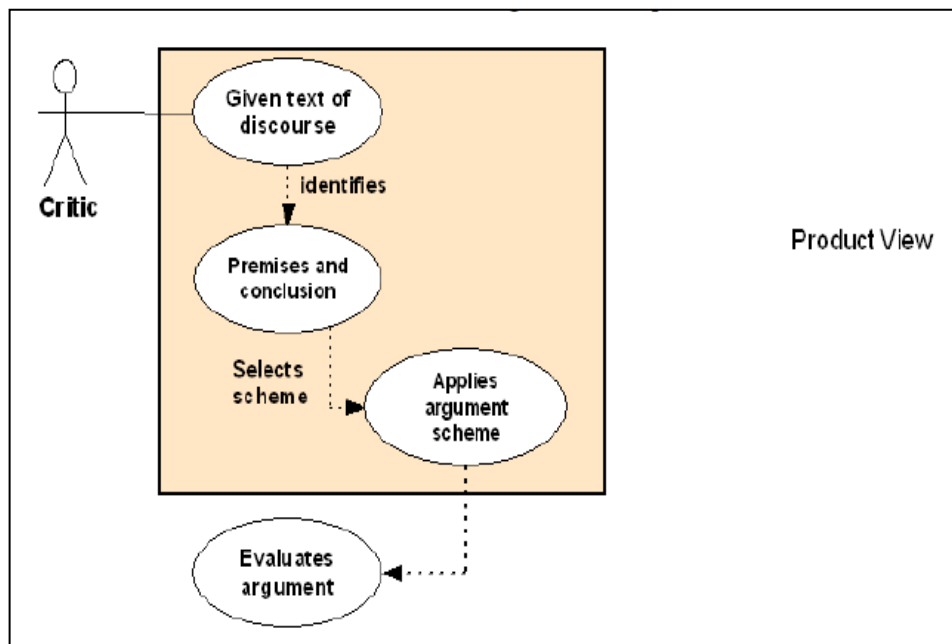 Given text of
discourse
identifies
Critic
Premises and
conclusion
Product View
Selects
scheme
Applies
argument
scheme
Evaluates
argument